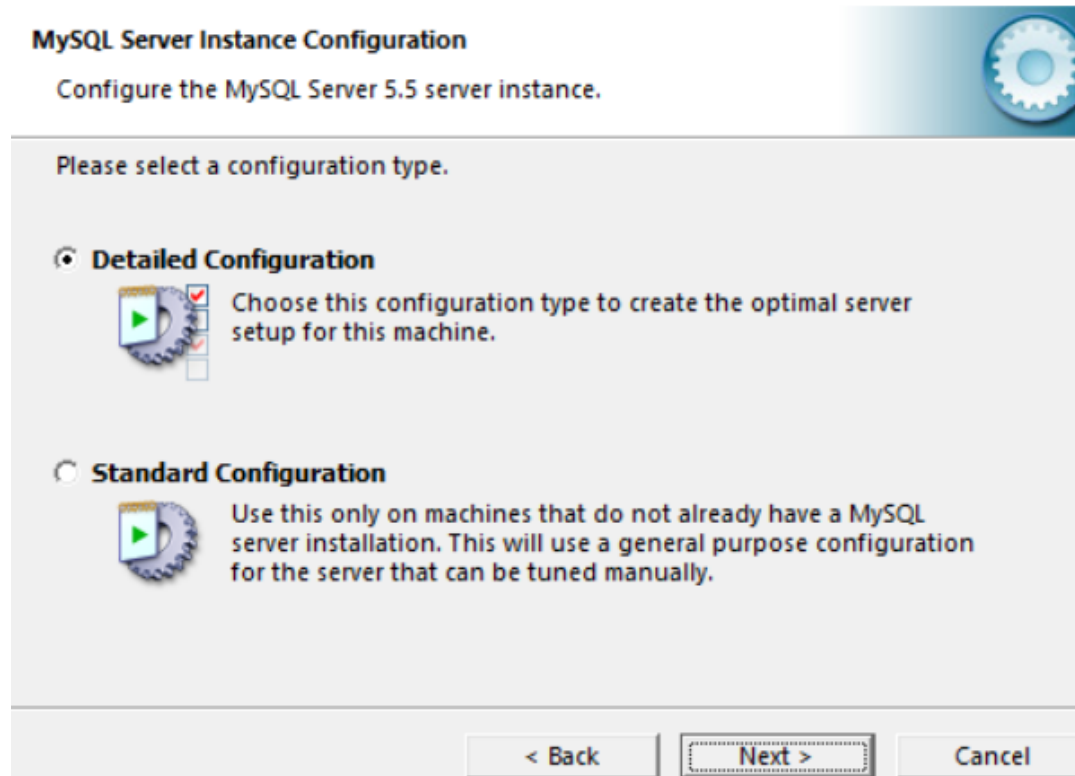 MySQL Server Instance Configuration
Configure the MySQL Server 5.5 server instance.
Please select a configuration type.
Detailed Configuration
Choose this configuration type to create the optimal server
setup for this machine.
Standard Configuration
Use this only on machines that do not already have a MySQL
server installation. This will use a general purpose configuration
for the server that can be tuned manually.
< Back
Next >
Cancel